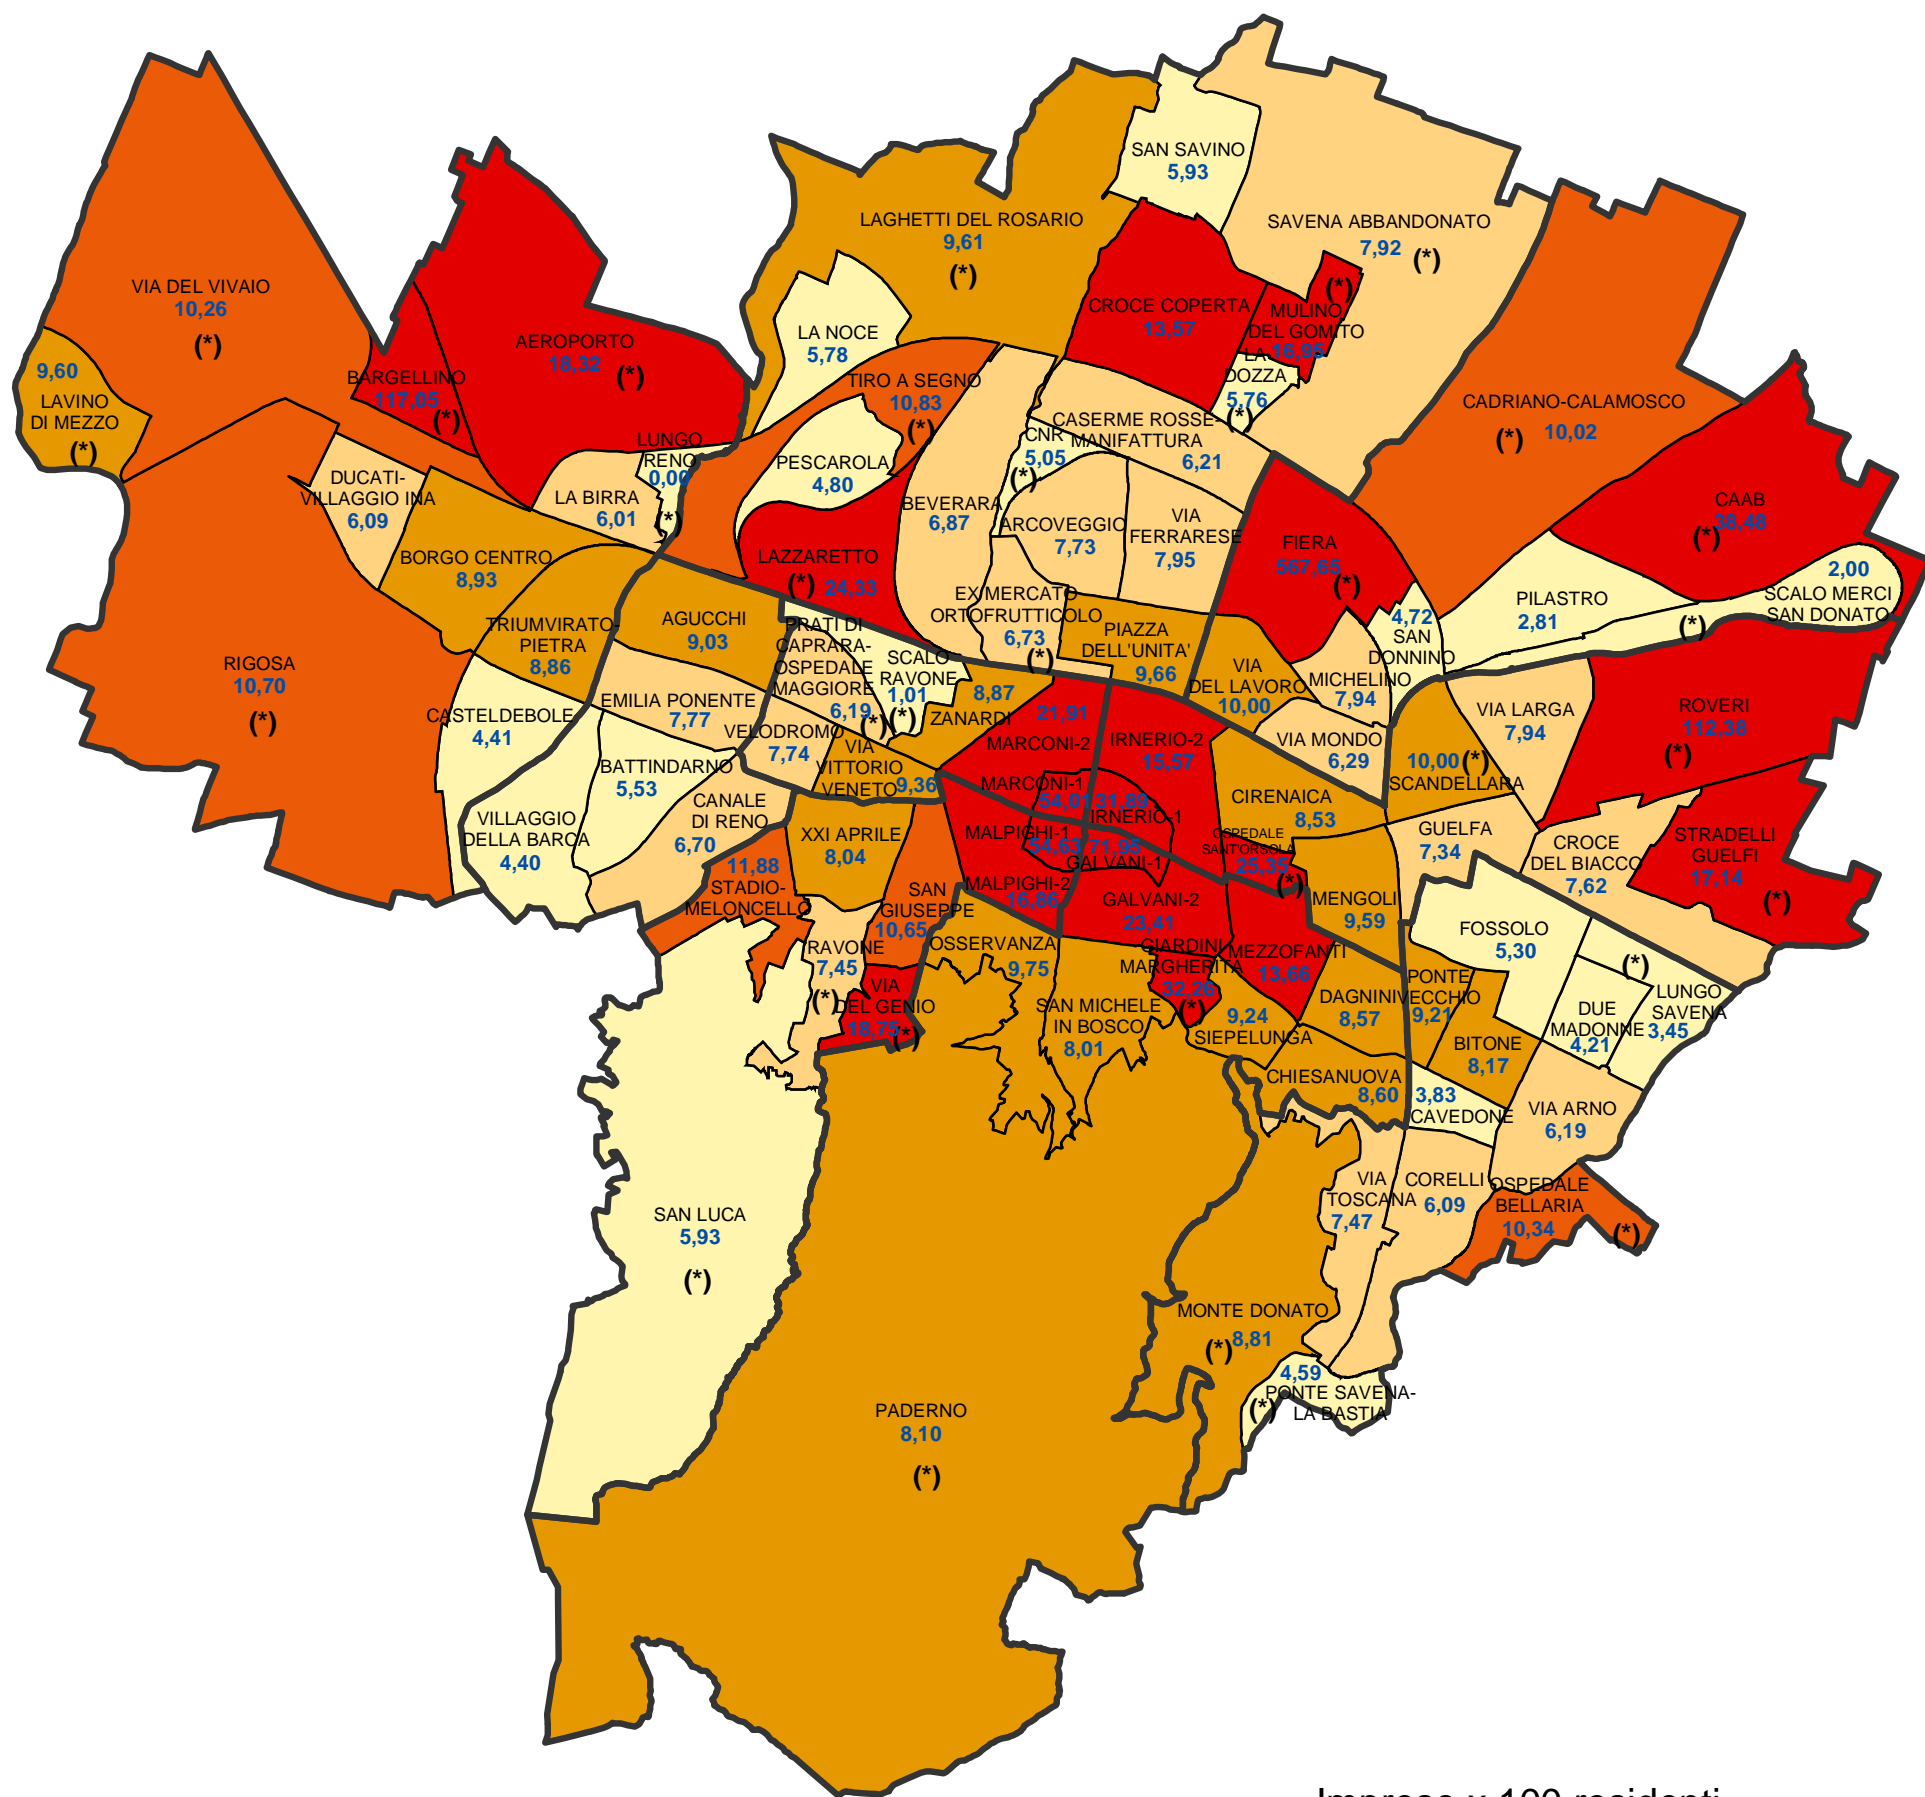 SAN SAVINO
5,93
LAGHETTI DEL ROSARIO
9,61
(*)
SAVENA ABBANDONATO
7,92 (*)
VIA DEL VIVAIO
10,26
(*)
AEROPORTO
18,32 (*)
LA NOCE
5,78
CROCE COPERTA
13,57
(*)
MULINO
DEL GOMITO
16,95
LA
DOZZA
5,76
(*)
9,60
LAVINO
DI MEZZO
(*)
BARGELLINO
117,05
(*)
TIRO A SEGNO
10,83
(*)
CADRIANO-CALAMOSCO
(*) 10,02
LUNGO
RENO
0,00
(*)
PESCAROLA
4,80
CNR
5,05
(*)
CASERME ROSSE-
MANIFATTURA
6,21
DUCATI-
VILLAGGIO INA
6,09
LA BIRRA
6,01
BEVERARA
6,87
ARCOVEGGIO
7,73
VIA
FERRARESE
7,95
CAAB
38,48
(*)
BORGO CENTRO
8,93
LAZZARETTO
(*) 24,33
FIERA
567,65
(*)
2,00
SCALO MERCI
SAN DONATO
(*)
PILASTRO
2,81
EX MERCATO
ORTOFRUTTICOLO
6,73
(*)
4,72
SAN
DONNINO
TRIUMVIRATO-
PIETRA
8,86
AGUCCHI
9,03
PRATI DI
CAPRARA-
OSPEDALE
MAGGIORE
6,19
(*)
SCALO
RAVONE
1,01
(*)
PIAZZA
DELL'UNITA'
9,66
VIA
DEL LAVORO
10,00
MICHELINO
7,94
RIGOSA
10,70
(*)
8,87
ZANARDI
EMILIA PONENTE
7,77
CASTELDEBOLE
4,41
VELODROMO
7,74
21,91
MARCONI-2
IRNERIO-2
15,57
VIA MONDO
6,29
VIA LARGA
7,94
ROVERI
112,38
(*)
BATTINDARNO
5,53
VIA
VITTORIO
VENETO
9,36
10,00 (*)
SCANDELLARA
MARCONI-1
54,01
31,89
IRNERIO-1
CIRENAICA
8,53
CANALE
DI RENO
6,70
VILLAGGIO
DELLA BARCA
4,40
XXI APRILE
8,04
MALPIGHI-1
54,63
71,95
GALVANI-1
OSPEDALE
SANT'ORSOLA
25,35
(*)
GUELFA
7,34
CROCE
DEL BIACCO
7,62
STRADELLI
GUELFI
17,14
(*)
11,88
STADIO-
MELONCELLO
SAN
GIUSEPPE
10,65
MALPIGHI-2
16,86
GALVANI-2
23,41
MENGOLI
9,59
FOSSOLO
5,30
RAVONE
7,45
(*)
OSSERVANZA
9,75
GIARDINI
MARGHERITA
32,26
(*)
MEZZOFANTI
13,66
(*)
LUNGO
SAVENA
3,45
VIA
DEL GENIO
18,75
(*)
SAN MICHELE
IN BOSCO
8,01
9,24
SIEPELUNGA
DAGNINI
8,57
PONTE
VECCHIO
9,21
DUE
MADONNE
4,21
BITONE
8,17
CHIESANUOVA
8,60
3,83
CAVEDONE
VIA ARNO
6,19
SAN LUCA
5,93
(*)
VIA
TOSCANA
7,47
CORELLI
6,09
OSPEDALE
BELLARIA
10,34
(*)
MONTE DONATO
(*) 8,81
4,59
PONTE SAVENA-
LA BASTIA
(*)
PADERNO
8,10
(*)
Imprese x 100 residenti